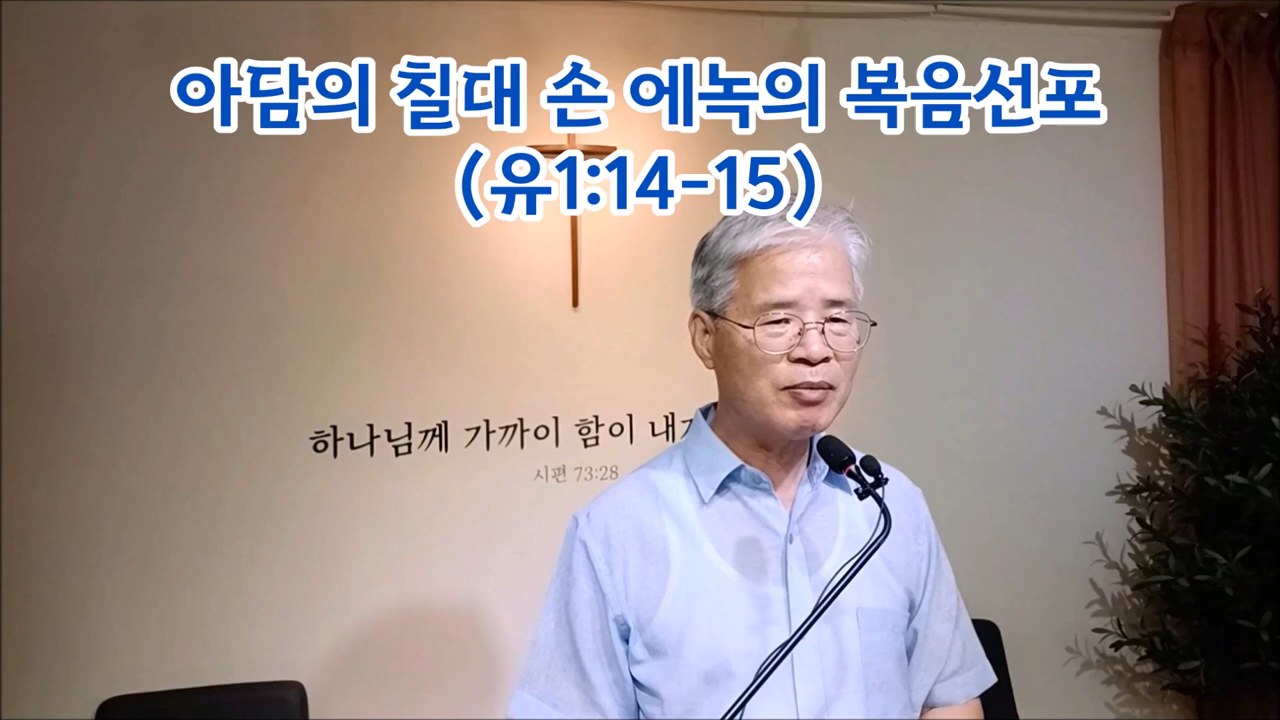 아담의 칠대 손 에녹의 복음선포
(유1:14-15)
하나님께 가까이 함이
시편 73:28